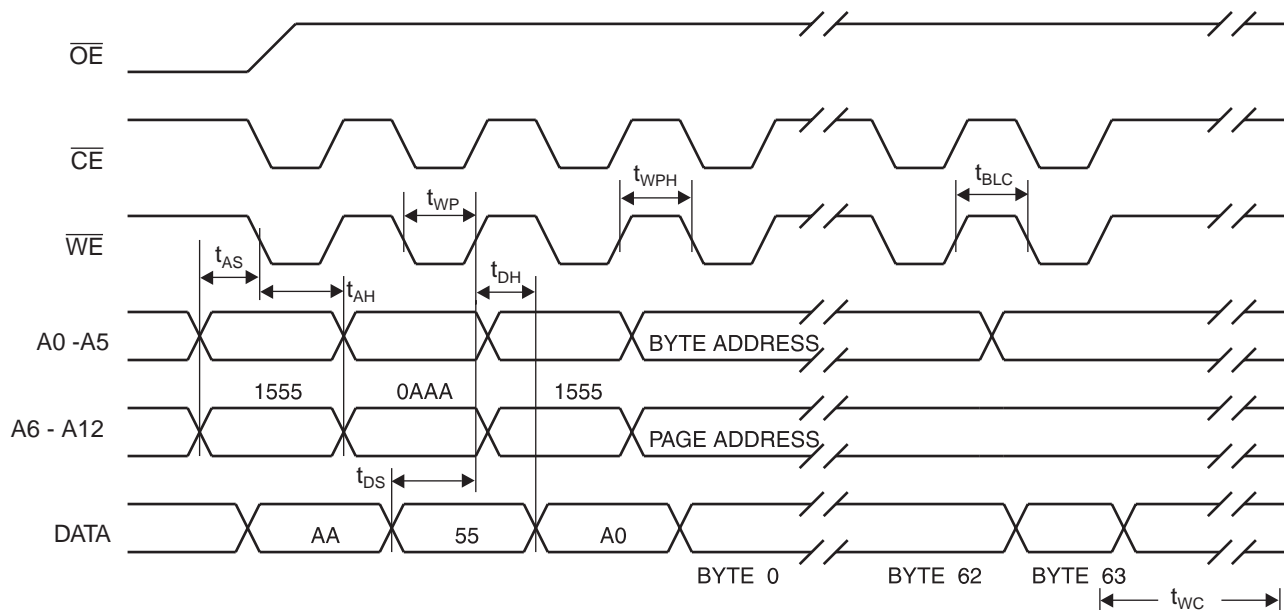 OE
CE
tWPH
tBLC
tWP
WE
tAS
tDH
tAH
A0 -A5
BYTE ADDRESS
1555
0AAA
1555
A6 - A12
PAGE ADDRESS
tDS
DATA
AA
55
A0
BYTE 0
BYTE 62
BYTE 63
tWC